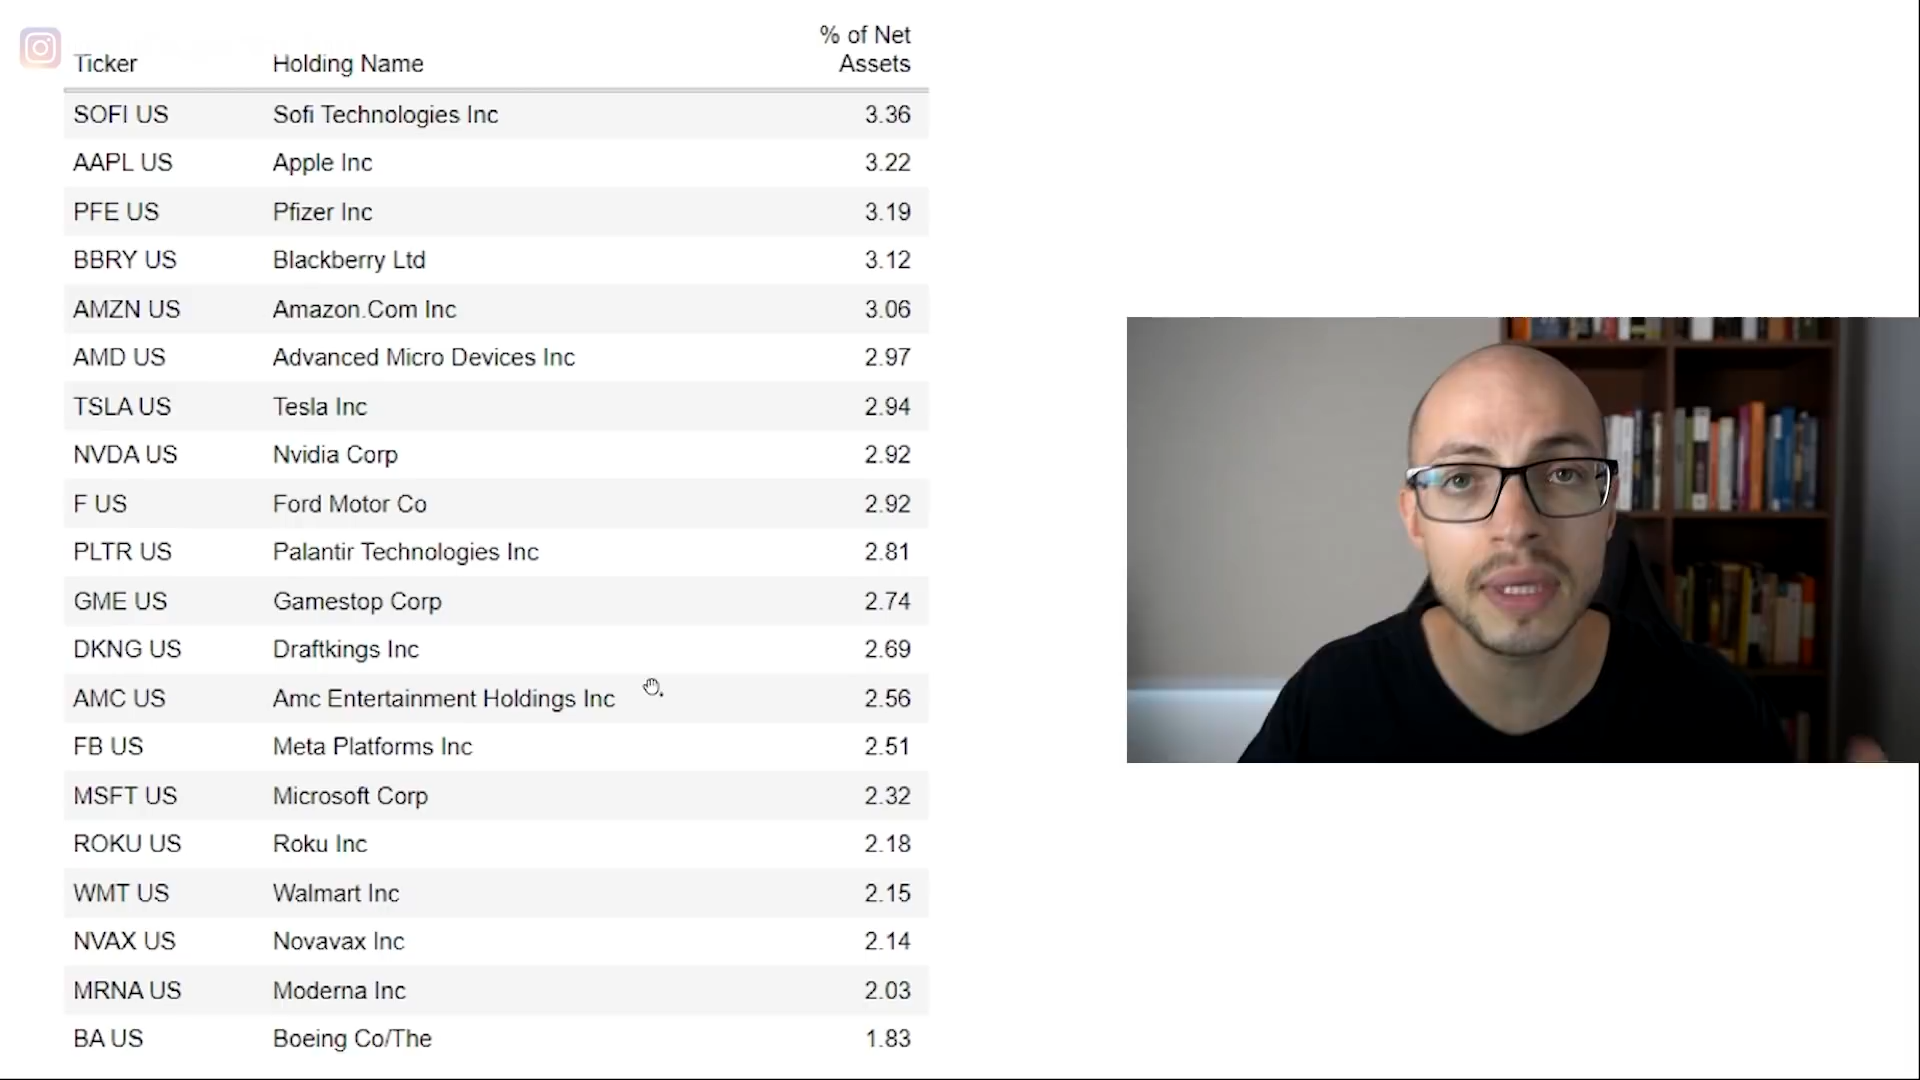 Ticker Holding Name % of Net Assets
SOFI US Sofi Technologies Inc 3.36
AAPL US Apple Inc 3.22
PFE US Pfizer Inc 3.19
BBRY US Blackberry Ltd 3.12
AMZN US Amazon.Com Inc 3.06
AMD US Advanced Micro Devices Inc 2.97
TSLA US Tesla Inc 2.94
NVDA US Nvidia Corp 2.92
F US Ford Motor Co 2.92
PLTR US Palantir Technologies Inc 2.81
GME US Gamestop Corp 2.74
DKNG US Draftkings Inc 2.69
AMC US Amc Entertainment Holdings Inc 2.56
FB US Meta Platforms Inc 2.51
MSFT US Microsoft Corp 2.32
ROKU US Roku Inc 2.18
WMT US Walmart Inc 2.15
NVAX US Novavax Inc 2.14
MRNA US Moderna Inc 2.03
BA US Boeing Co/The 1.83